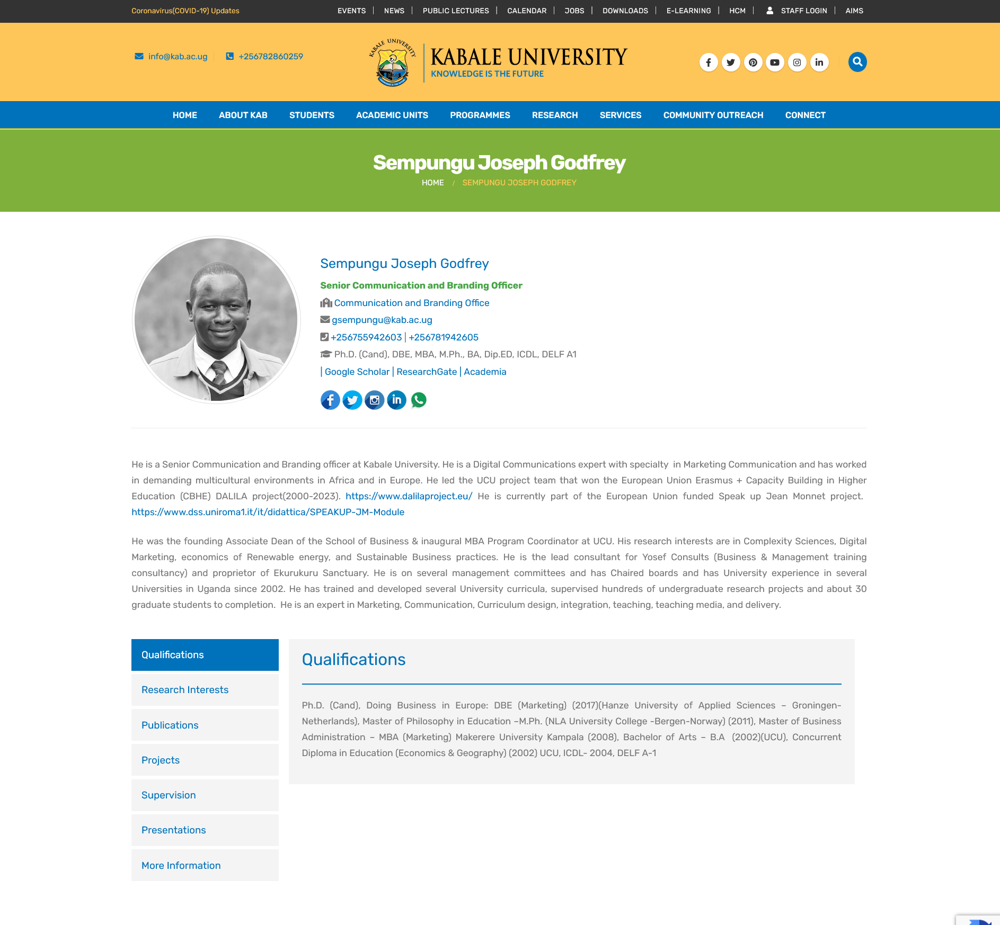 Coronavirus(COVID-19) Updates
EVENTS | NEWS | PUBLIC LECTURES | CALENDAR | JOBS | DOWNLOADS | E-LEARNING | HCM | STAFF LOGIN | AIMS
info@kab.ac.ug
+256782860259
KABALE UNIVERSITY
KAB
KNOWLEDGE IS THE FUTURE
KABALE UNIVERSITY
KNOWLEDGE IS THE FUTURE
HOME ABOUT KAB STUDENTS ACADEMIC UNITS PROGRAMMES RESEARCH SERVICES COMMUNITY OUTREACH CONNECT
Sempungu Joseph Godfrey
HOME / SEMPUNGU JOSEPH GODFREY
Sempungu Joseph Godfrey
Senior Communication and Branding Officer
Communication and Branding Office
gsempungu@kab.ac.ug
+256755942603 | +256781942605
Ph.D. (Cand), DBE, MBA, M.Ph., BA, Dip.ED, ICDL, DELF A1
| Google Scholar | ResearchGate | Academia
He is a Senior Communication and Branding officer at Kabale University. He is a Digital Communications expert with specialty in Marketing Communication and has worked
in demanding multicultural environments in Africa and in Europe. He led the UCU project team that won the European Union Erasmus + Capacity Building in Higher
Education (CBHE) DALILA project(2000-2023). https://www.dalilaproject.eu/ He is currently part of the European Union funded Speak up Jean Monnet project.
https://www.dss.uniroma1.it/it/didattica/SPEAKUP-JM-Module
He was the founding Associate Dean of the School of Business & inaugural MBA Program Coordinator at UCU. His research interests are in Complexity Sciences, Digital
Marketing, economics of Renewable energy, and Sustainable Business practices. He is the lead consultant for Yosef Consults (Business & Management training
consultancy) and proprietor of Ekurukuru Sanctuary. He is on several management committees and has Chaired boards and has University experience in several
Universities in Uganda since 2002. He has trained and developed several University curricula, supervised hundreds of undergraduate research projects and about 30
graduate students to completion. He is an expert in Marketing, Communication, Curriculum design, integration, teaching, teaching media, and delivery.
Qualifications
Research Interests
Publications
Projects
Supervision
Presentations
More Information
Qualifications
Ph.D. (Cand), Doing Business in Europe: DBE (Marketing) (2017)(Hanze University of Applied Sciences – Groningen-
Netherlands), Master of Philosophy in Education –M.Ph. (NLA University College -Bergen-Norway) (2011), Master of Business
Administration – MBA (Marketing) Makerere University Kampala (2008), Bachelor of Arts – B.A (2002)(UCU), Concurrent
Diploma in Education (Economics & Geography) (2002) UCU, ICDL- 2004, DELF A-1